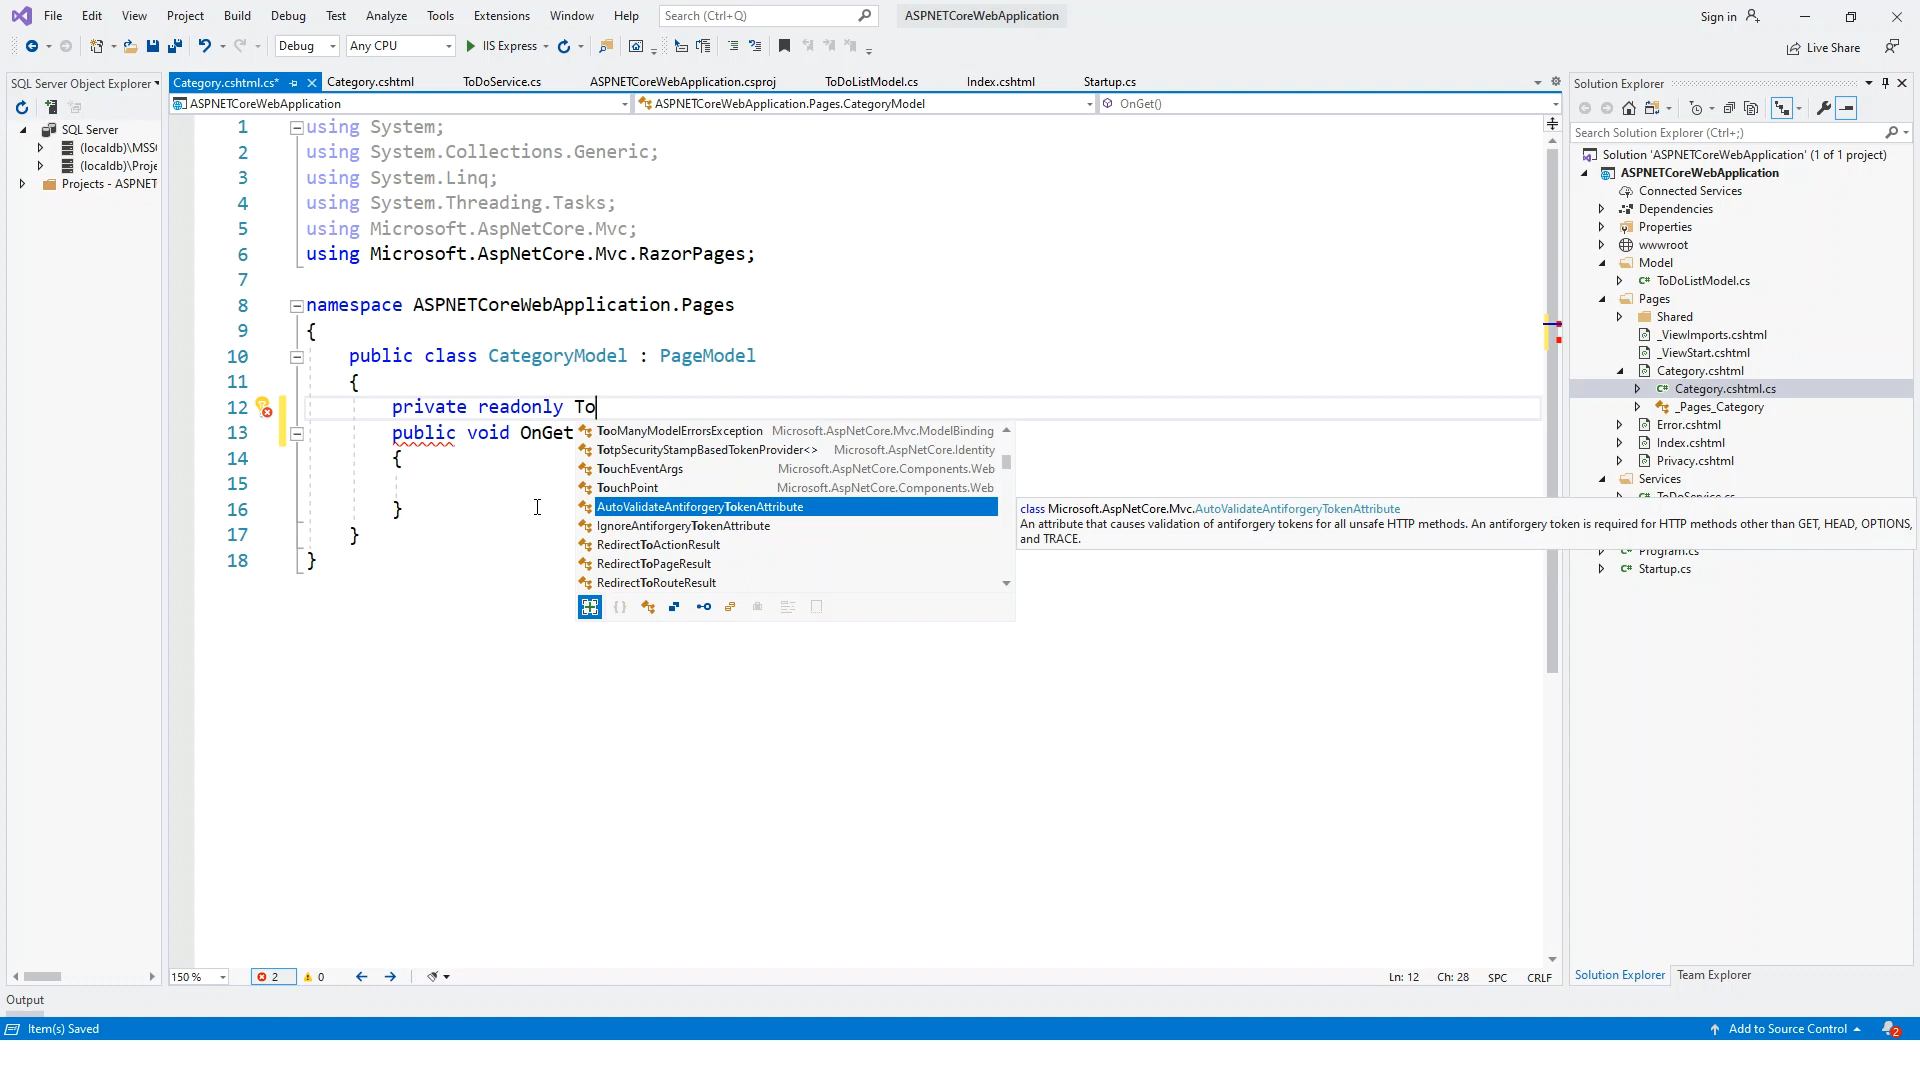 File Edit View Project Build Debug Test Analyze Tools Extensions Window Help Search (Ctrl+Q) ASPNETCoreWebApplication Sign in
Debug Any CPU IIS Express Live Share
SQL Server Object Explorer
SQL Server
(localdb)\MSS
(localdb)\Proje
Projects - ASPNET
Category.cshtml.cs* Category.cshtml ToDoService.cs ASPNETCoreWebApplication.csproj ToDoListModel.cs Index.cshtml Startup.cs
ASPNETCoreWebApplication ASPNETCoreWebApplication.Pages.CategoryModel OnGet()
1 using System;
2 using System.Collections.Generic;
3 using System.Linq;
4 using System.Threading.Tasks;
5 using Microsoft.AspNetCore.Mvc;
6 using Microsoft.AspNetCore.Mvc.RazorPages;
7
8 namespace ASPNETCoreWebApplication.Pages
9 {
10 public class CategoryModel : PageModel
11 {
12 private readonly To
13 public void OnGet
14 {
15
16 }
17 }
18 }
TooManyModelErrorsException Microsoft.AspNetCore.Mvc.ModelBinding
TotpSecurityStampBasedTokenProvider<> Microsoft.AspNetCore.Identity
TouchEventArgs Microsoft.AspNetCore.Components.Web
TouchPoint Microsoft.AspNetCore.Components.Web
AutoValidateAntiforgeryTokenAttribute
IgnoreAntiforgeryTokenAttribute
RedirectToActionResult
RedirectToPageResult
RedirectToRouteResult
class Microsoft.AspNetCore.Mvc.AutoValidateAntiforgeryTokenAttribute
An attribute that causes validation of antiforgery tokens for all unsafe HTTP methods. An antiforgery token is required for HTTP methods other than GET, HEAD, OPTIONS,
and TRACE.
Solution Explorer
Search Solution Explorer (Ctrl+;)
Solution 'ASPNETCoreWebApplication' (1 of 1 project)
ASPNETCoreWebApplication
Connected Services
Dependencies
Properties
wwwroot
Model
ToDoListModel.cs
Pages
Shared
_ViewImports.cshtml
_ViewStart.cshtml
Category.cshtml
Category.cshtml.cs
_Pages_Category
Error.cshtml
Index.cshtml
Privacy.cshtml
Services
ToDoService.cs
Program.cs
Startup.cs
150 % 2 0 Ln: 12 Ch: 28 SPC CRLF
Solution Explorer Team Explorer
Output
Item(s) Saved Add to Source Control 2